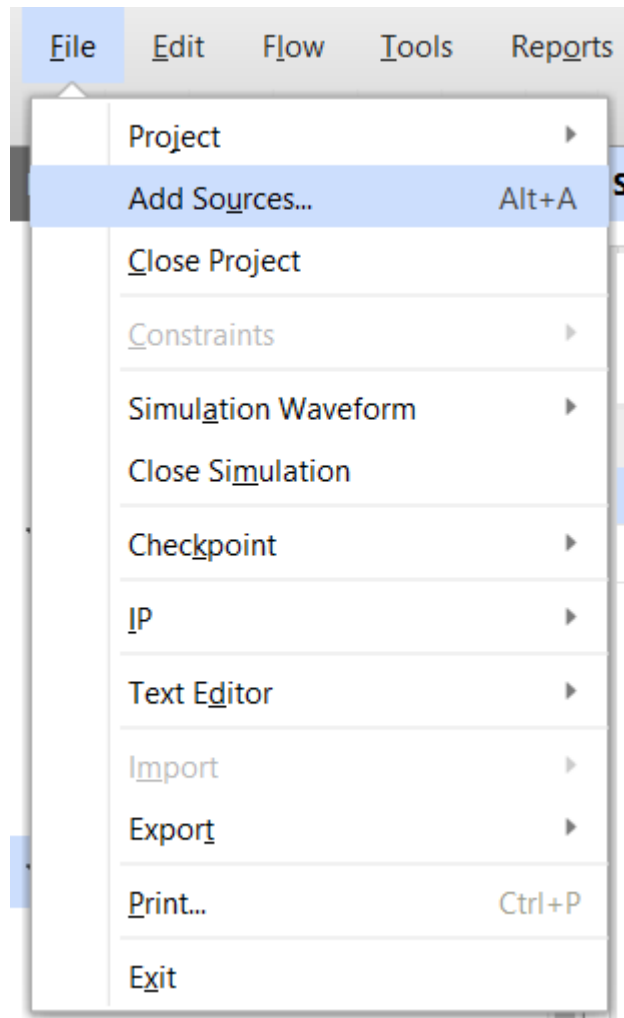 File Edit Flow Tools Reports
Project
Add Sources... Alt+A
Close Project
Constraints
Simulation Waveform
Close Simulation
Checkpoint
IP
Text Editor
Import
Export
Print... Ctrl+P
Exit